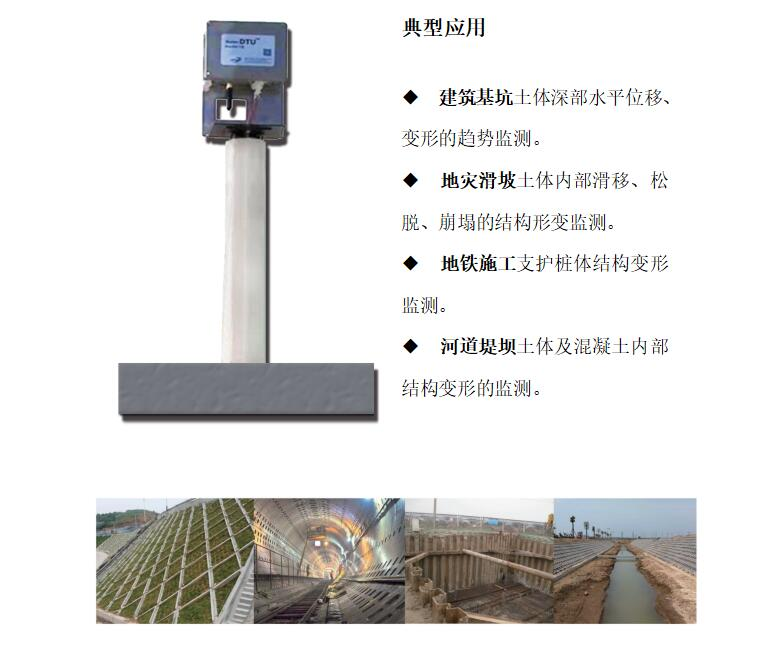 DTU
典型应用
◆ 建筑基坑土体深部水平位移、
变形的趋势监测。
◆ 地灾滑坡土体内部滑移、松
脱、崩塌的结构形变监测。
◆ 地铁施工支护桩体结构变形
监测。
◆ 河道堤坝土体及混凝土内部
结构变形的监测。